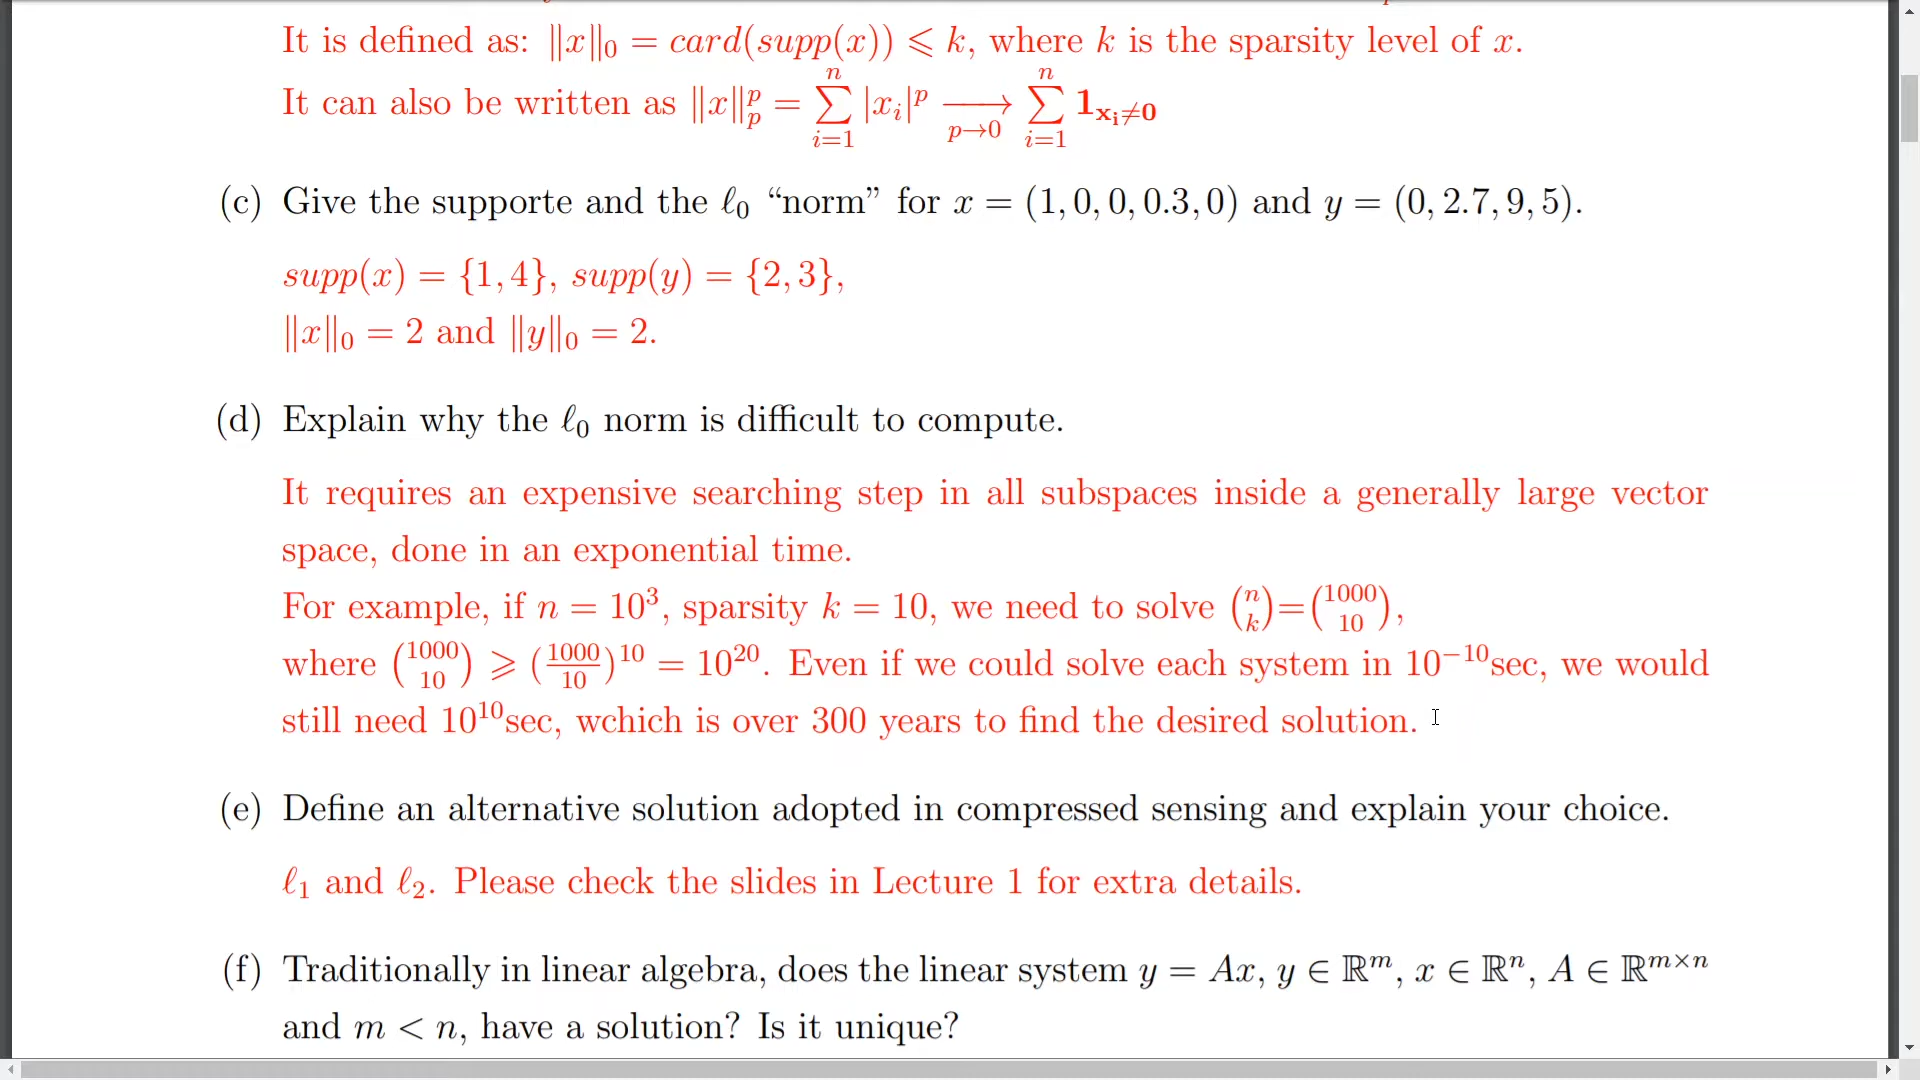 It is defined as: ‖x‖₀ = card(supp(x)) ⩽ k, where k is the sparsity level of x.
It can also be written as ‖x‖ₚᵖ = ∑ⁿᵢ₌₁ |xᵢ|ᵖ ⟶ₚ→₀ ∑ⁿᵢ₌₁ 1ₓᵢ≠₀
(c) Give the supporte and the ℓ₀ “norm” for x = (1, 0, 0, 0.3, 0) and y = (0, 2.7, 9, 5).
supp(x) = {1, 4}, supp(y) = {2, 3},
‖x‖₀ = 2 and ‖y‖₀ = 2.
(d) Explain why the ℓ₀ norm is difficult to compute.
It requires an expensive searching step in all subspaces inside a generally large vector
space, done in an exponential time.
For example, if n = 10³, sparsity k = 10, we need to solve (n k)=(1000 10),
where (1000 10) ⩾ (1000/10)¹⁰ = 10²⁰. Even if we could solve each system in 10⁻¹⁰sec, we would
still need 10¹⁰sec, wchich is over 300 years to find the desired solution.
(e) Define an alternative solution adopted in compressed sensing and explain your choice.
ℓ₁ and ℓ₂. Please check the slides in Lecture 1 for extra details.
(f) Traditionally in linear algebra, does the linear system y = Ax, y ∈ ℝᵐ, x ∈ ℝⁿ, A ∈ ℝᵐˣⁿ
and m < n, have a solution? Is it unique?